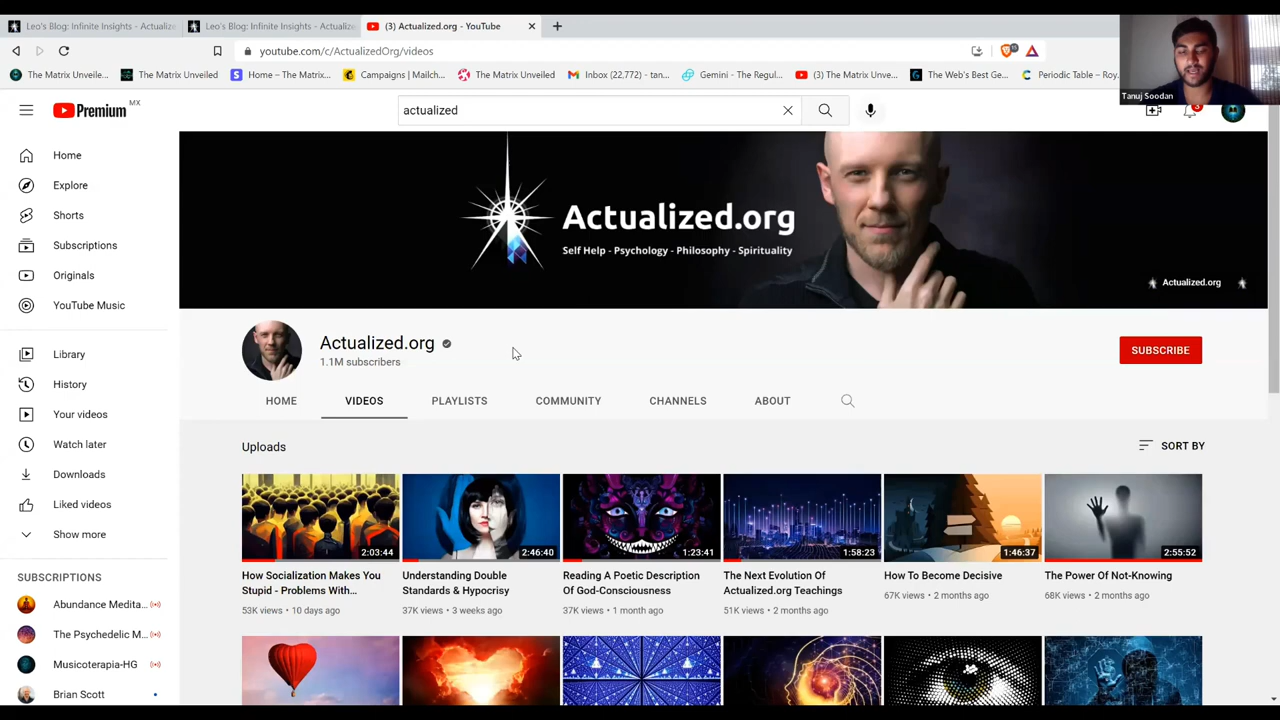 Leo's Blog: Infinite Insights - Actualiz
Leo's Blog: Infinite Insights - Actualiz
(3) Actualized.org - YouTube
youtube.com/c/ActualizedOrg/videos
The Matrix Unveile...
The Matrix Unveiled
Home – The Matrix...
Campaigns | Mailch...
The Matrix Unveiled
Inbox (22,772) - tan...
Gemini - The Regul...
(3) The Matrix Unve...
The Web's Best Ge...
Periodic Table – Roy...
Tanuj Soodan
Premium MX
actualized
3
Home
Explore
Shorts
Subscriptions
Originals
YouTube Music
Library
History
Your videos
Watch later
Downloads
Liked videos
Show more
SUBSCRIPTIONS
Abundance Medita...
The Psychedelic M...
Musicoterapia-HG
Brian Scott
Actualized.org
Self Help - Psychology - Philosophy - Spirituality
Actualized.org
Actualized.org
1.1M subscribers
SUBSCRIBE
HOME
VIDEOS
PLAYLISTS
COMMUNITY
CHANNELS
ABOUT
Uploads
SORT BY
2:03:44
How Socialization Makes You
Stupid - Problems With...
53K views • 10 days ago
2:46:40
Understanding Double
Standards & Hypocrisy
37K views • 3 weeks ago
1:23:41
Reading A Poetic Description
Of God-Consciousness
37K views • 1 month ago
1:58:23
The Next Evolution Of
Actualized.org Teachings
51K views • 2 months ago
1:46:37
How To Become Decisive
67K views • 2 months ago
2:55:52
The Power Of Not-Knowing
68K views • 2 months ago